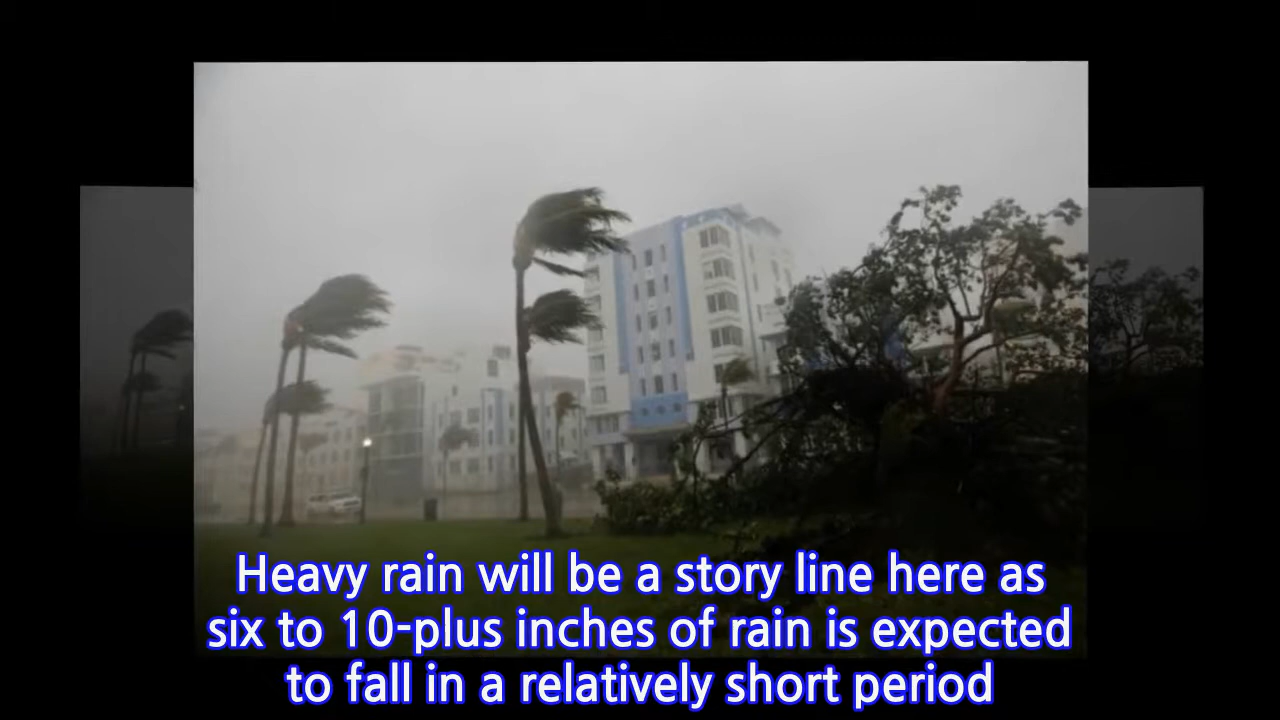 Heavy rain will be a story line here as
six to 10-plus inches of rain is expected
to fall in a relatively short period